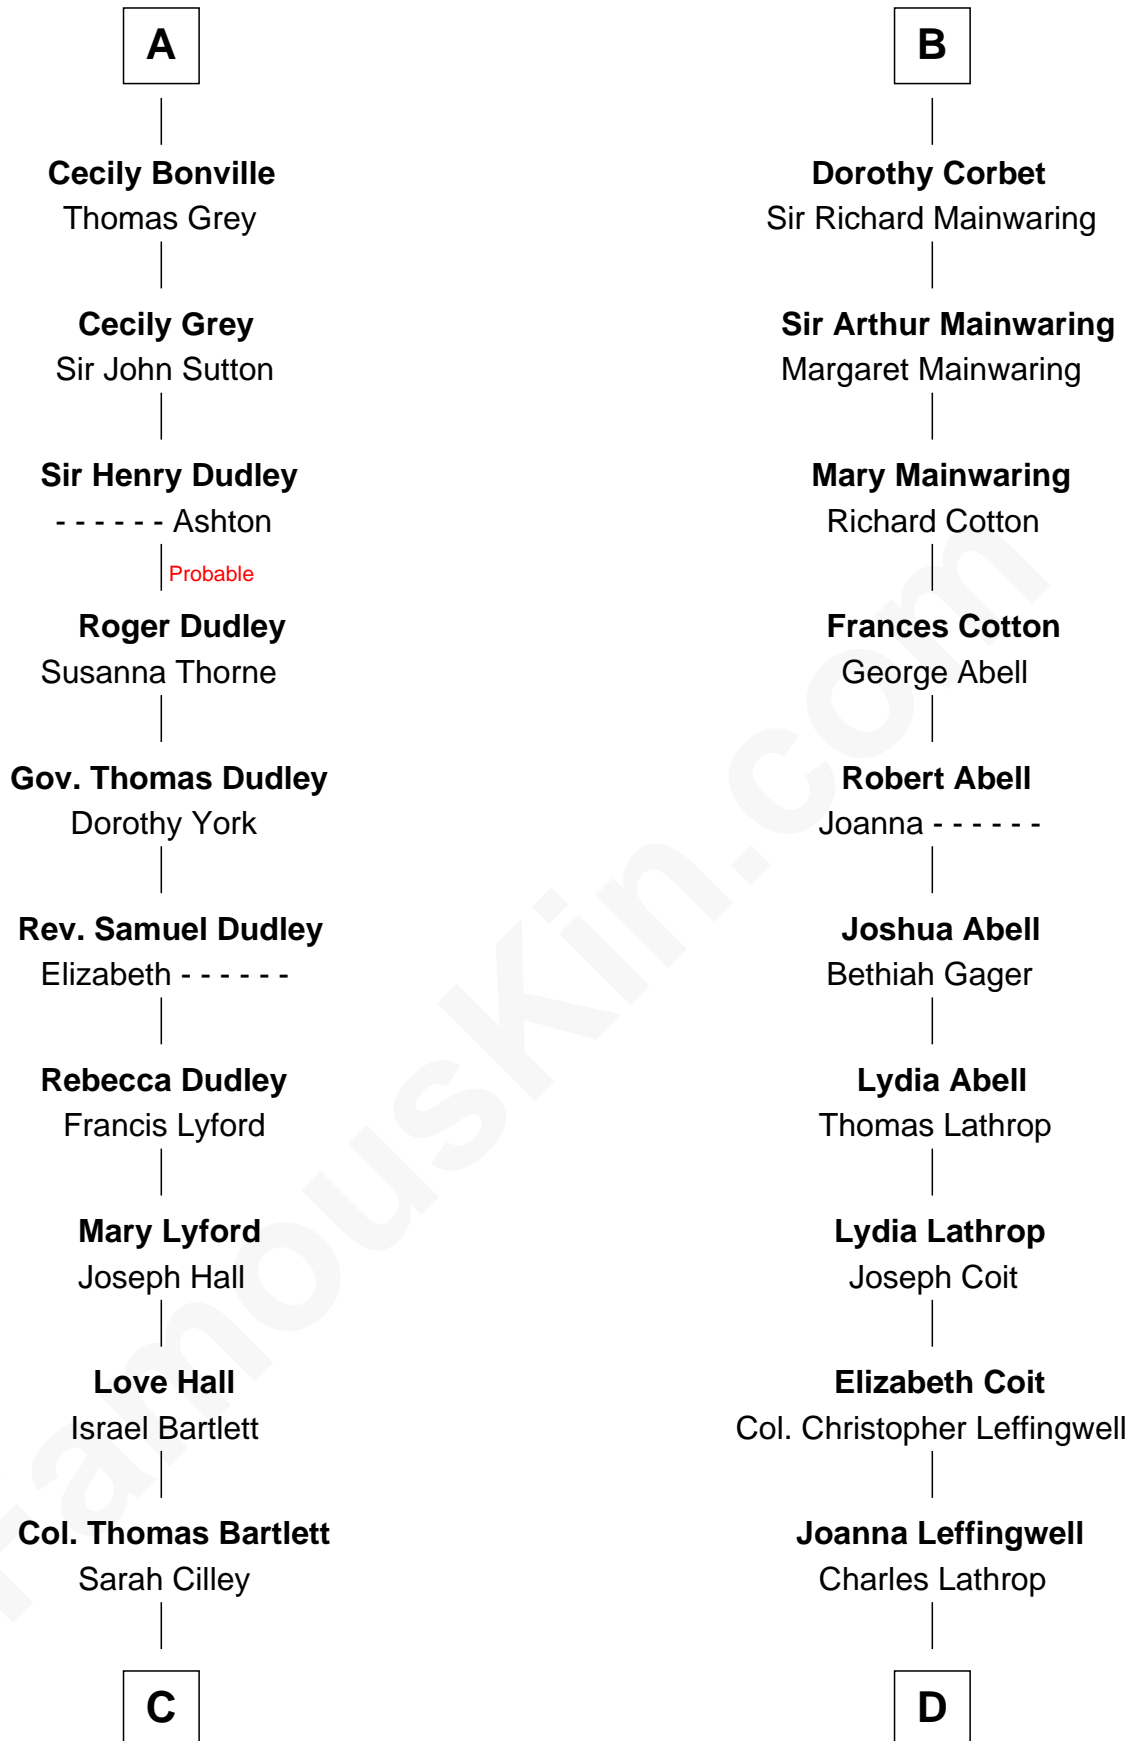 A
Cecily Bonville
Thomas Grey
Cecily Grey
Sir John Sutton
Sir Henry Dudley
- - - - - - Ashton
Probable
Roger Dudley
Susanna Thorne
Gov. Thomas Dudley
Dorothy York
Rev. Samuel Dudley
Elizabeth - - - - - -
Rebecca Dudley
Francis Lyford
Mary Lyford
Joseph Hall
Love Hall
Israel Bartlett
Col. Thomas Bartlett
Sarah Cilley
C
B
Dorothy Corbet
Sir Richard Mainwaring
Sir Arthur Mainwaring
Margaret Mainwaring
Mary Mainwaring
Richard Cotton
Frances Cotton
George Abell
Robert Abell
Joanna - - - - - -
Joshua Abell
Bethiah Gager
Lydia Abell
Thomas Lathrop
Lydia Lathrop
Joseph Coit
Elizabeth Coit
Col. Christopher Leffingwell
Joanna Leffingwell
Charles Lathrop
D
FamousKin.com